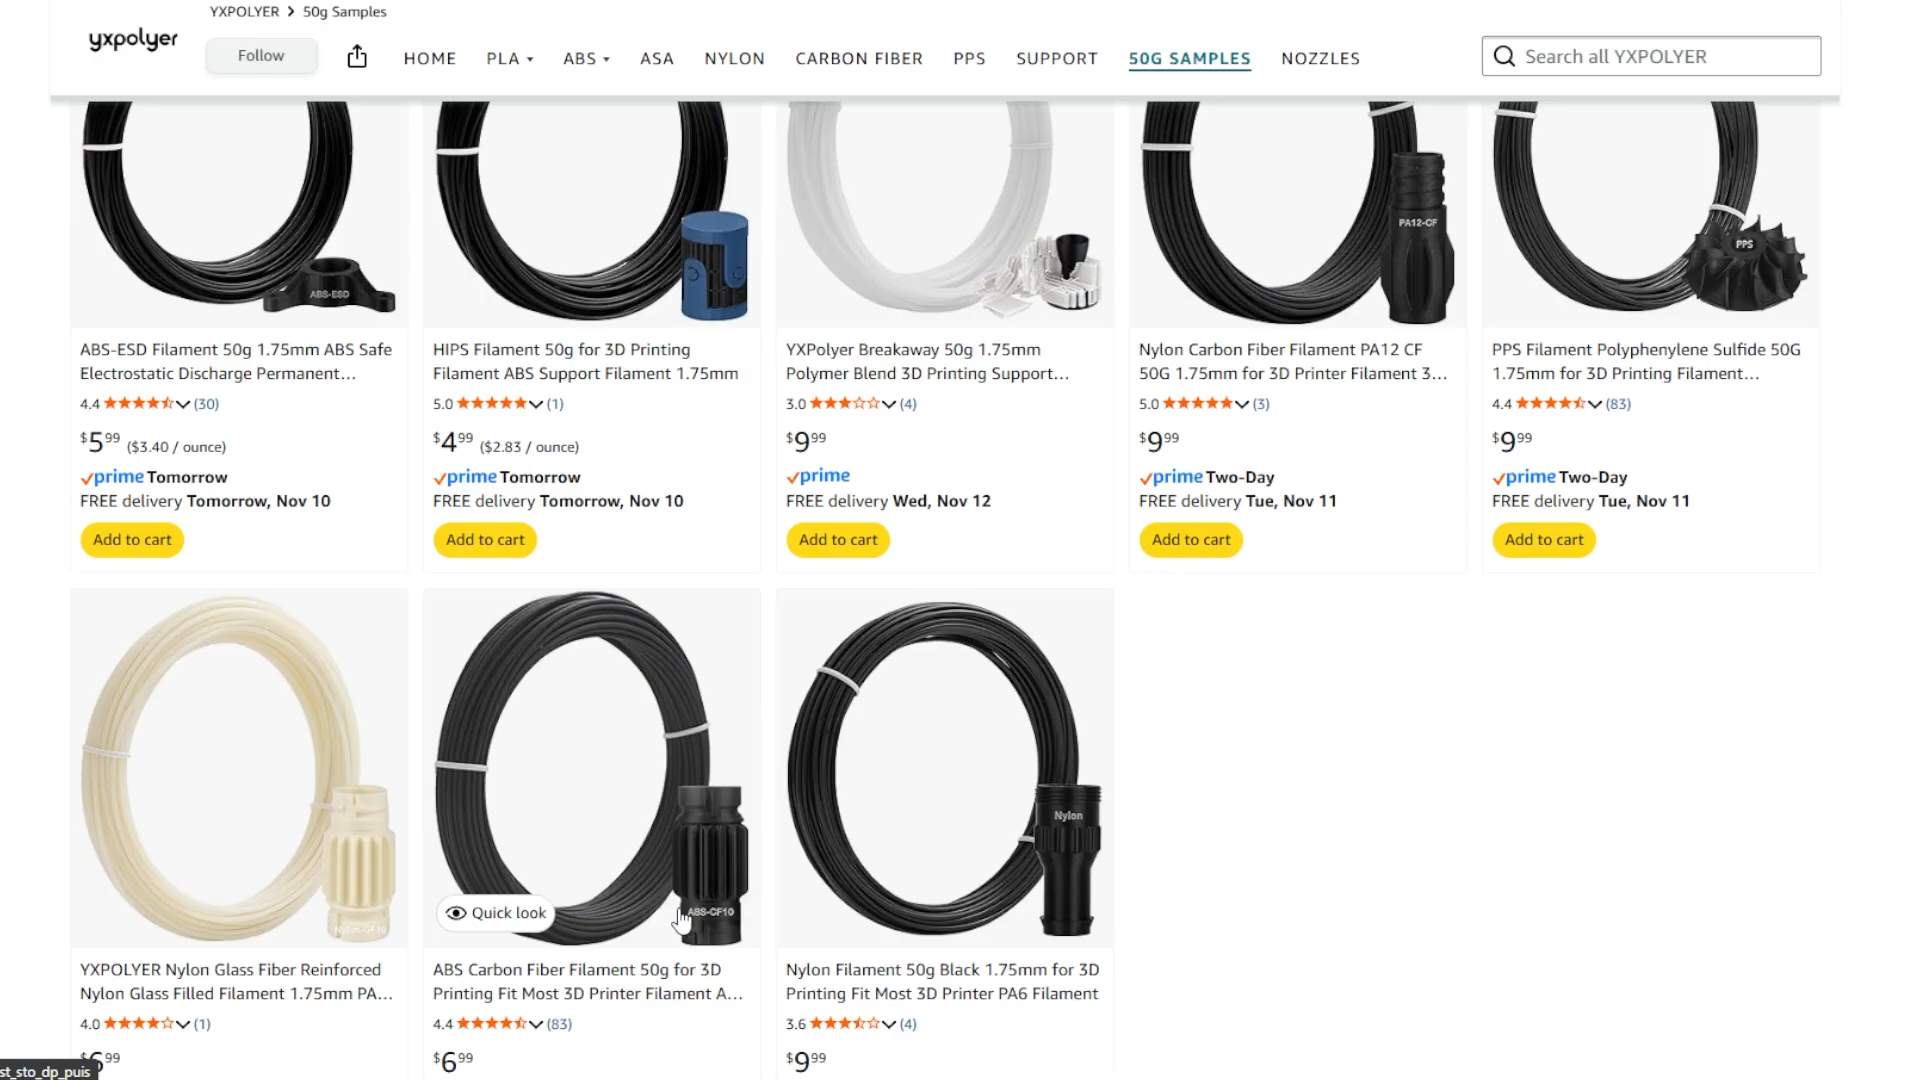 YXPOLYER > 50g Samples
yxpolyer
Follow
HOME PLA ABS ASA NYLON CARBON FIBER PPS SUPPORT 50G SAMPLES NOZZLES
Search all YXPOLYER
ABS-ESD
PA12-CF
PPS
ABS-ESD Filament 50g 1.75mm ABS Safe
Electrostatic Discharge Permanent...
4.4 (30)
$5.99 ($3.40 / ounce)
prime Tomorrow
FREE delivery Tomorrow, Nov 10
Add to cart
HIPS Filament 50g for 3D Printing
Filament ABS Support Filament 1.75mm
5.0 (1)
$4.99 ($2.83 / ounce)
prime Tomorrow
FREE delivery Tomorrow, Nov 10
Add to cart
YXPolyer Breakaway 50g 1.75mm
Polymer Blend 3D Printing Support...
3.0 (4)
$9.99
prime
FREE delivery Wed, Nov 12
Add to cart
Nylon Carbon Fiber Filament PA12 CF
50G 1.75mm for 3D Printer Filament 3...
5.0 (3)
$9.99
prime Two-Day
FREE delivery Tue, Nov 11
Add to cart
PPS Filament Polyphenylene Sulfide 50G
1.75mm for 3D Printing Filament...
4.4 (83)
$9.99
prime Two-Day
FREE delivery Tue, Nov 11
Add to cart
Nylon-GF10
YXPOLYER Nylon Glass Fiber Reinforced
Nylon Glass Filled Filament 1.75mm PA...
4.0 (1)
$6.99
Quick look
ABS-CF10
ABS Carbon Fiber Filament 50g for 3D
Printing Fit Most 3D Printer Filament A...
4.4 (83)
$6.99
Nylon
Nylon Filament 50g Black 1.75mm for 3D
Printing Fit Most 3D Printer PA6 Filament
3.6 (4)
$9.99
st_sto_dp_puis